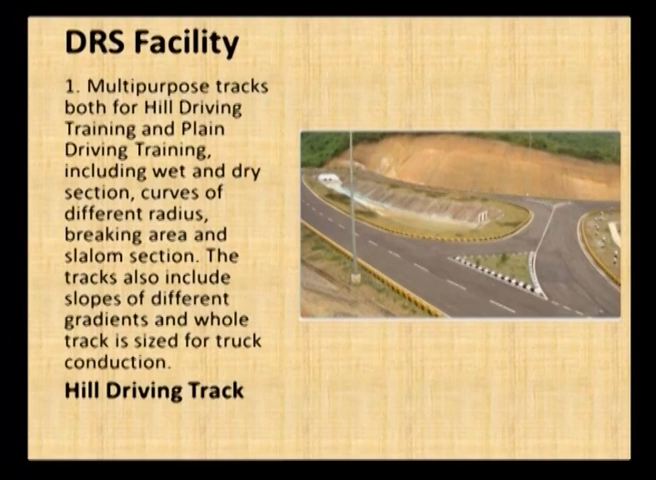 DRS Facility
1. Multipurpose tracks
both for Hill Driving
Training and Plain
Driving Training,
including wet and dry
section, curves of
different radius,
breaking area and
slalom section. The
tracks also include
slopes of different
gradients and whole
track is sized for truck
conduction.
Hill Driving Track